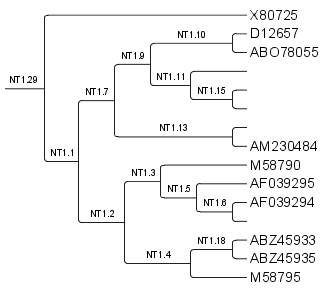 X80725
D12657
NT1.10
ABO78055
NT1.9
NT1.11
NT1.29
NT1.7
NT1.15
NT1.13
AM230484
NT1.1
M58790
NT1.3
AF039295
NT1.5
AF039294
NT1.6
NT1.2
ABZ45933
NT1.18
ABZ45935
NT1.4
M58795